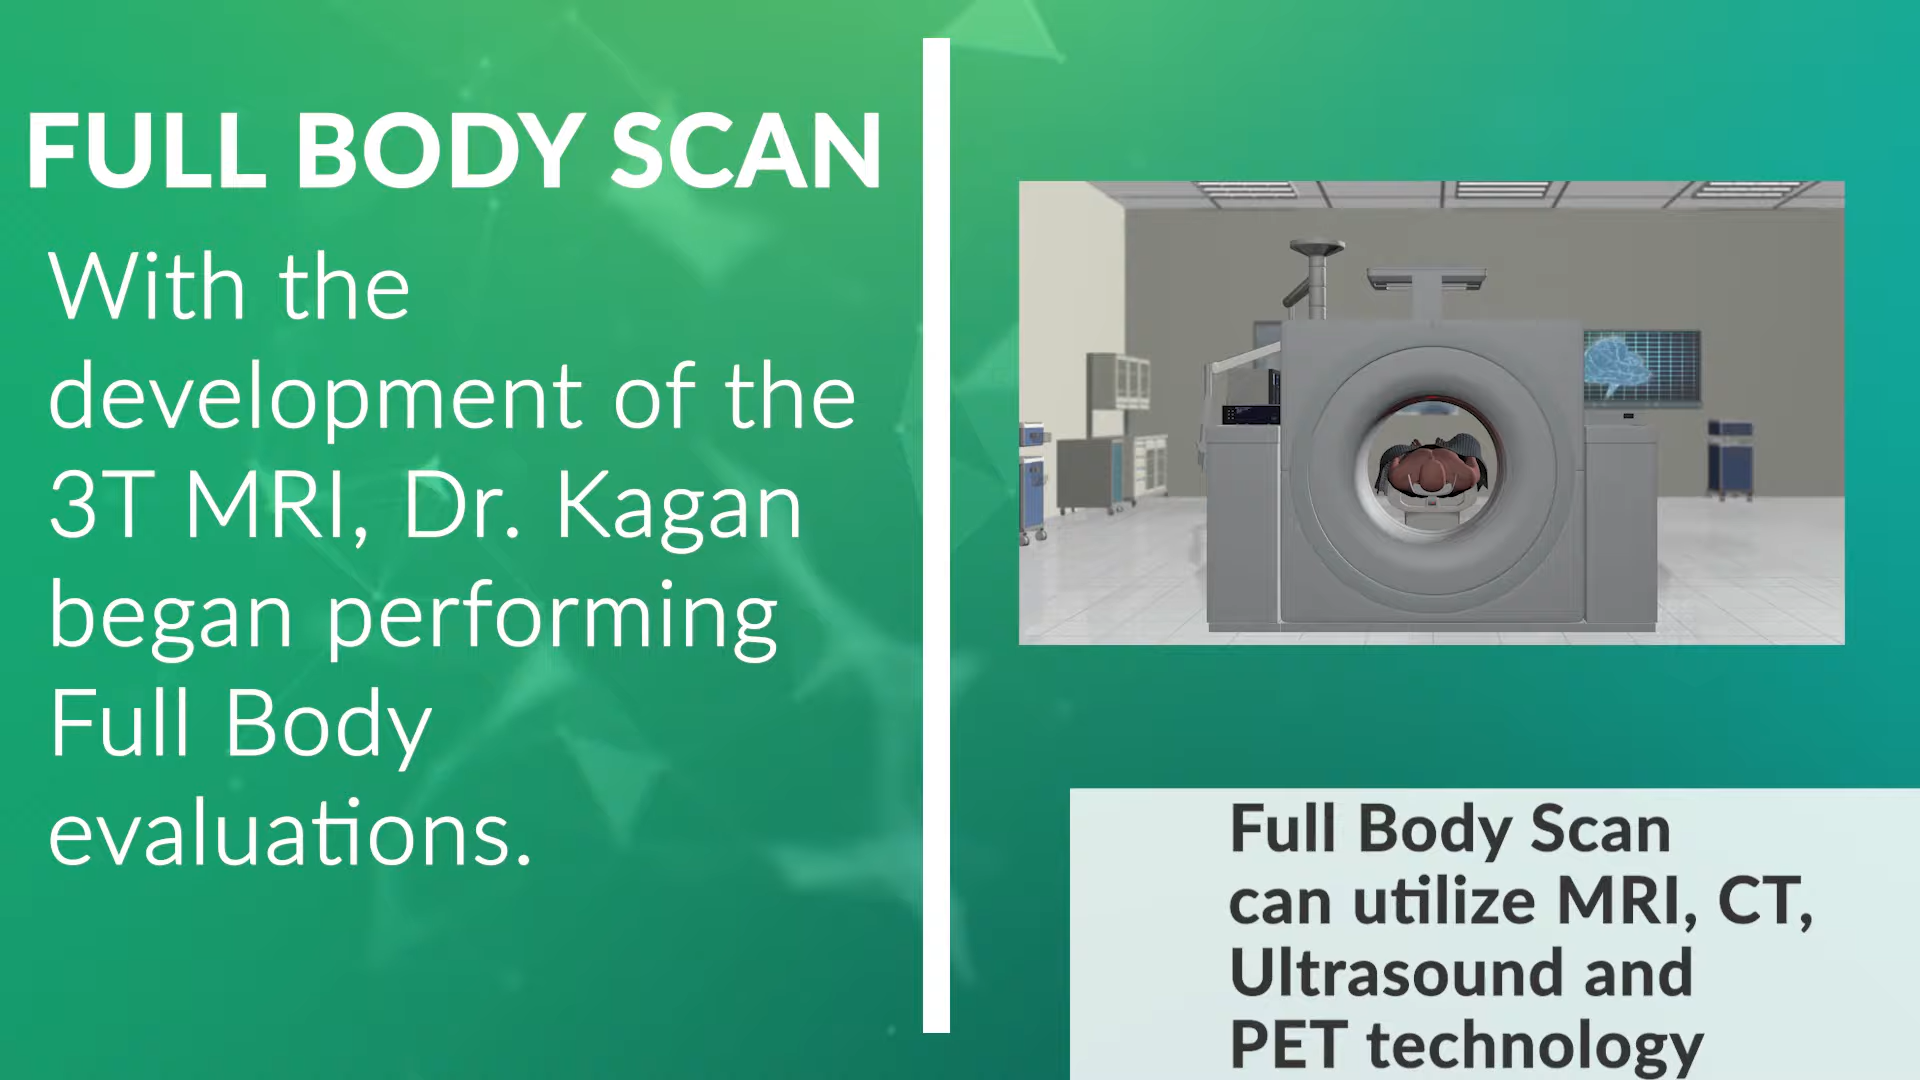 FULL BODY SCAN
With the
development of the
3T MRI, Dr. Kagan
began performing
Full Body
evaluations.
Full Body Scan
can utilize MRI, CT,
Ultrasound and
PET technology